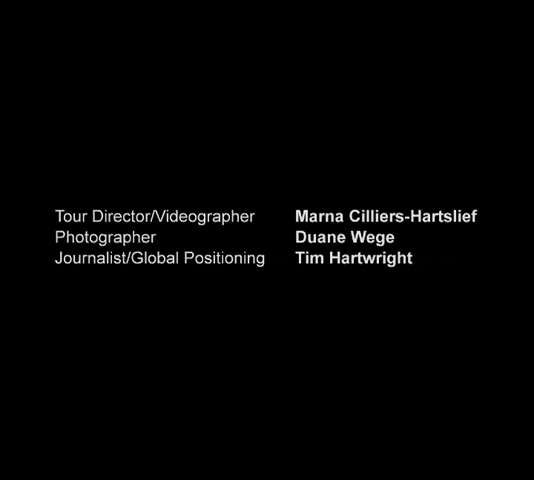 Tour Director/Videographer Marna Cilliers-Hartslief
Photographer Duane Wege
Journalist/Global Positioning Tim Hartwright